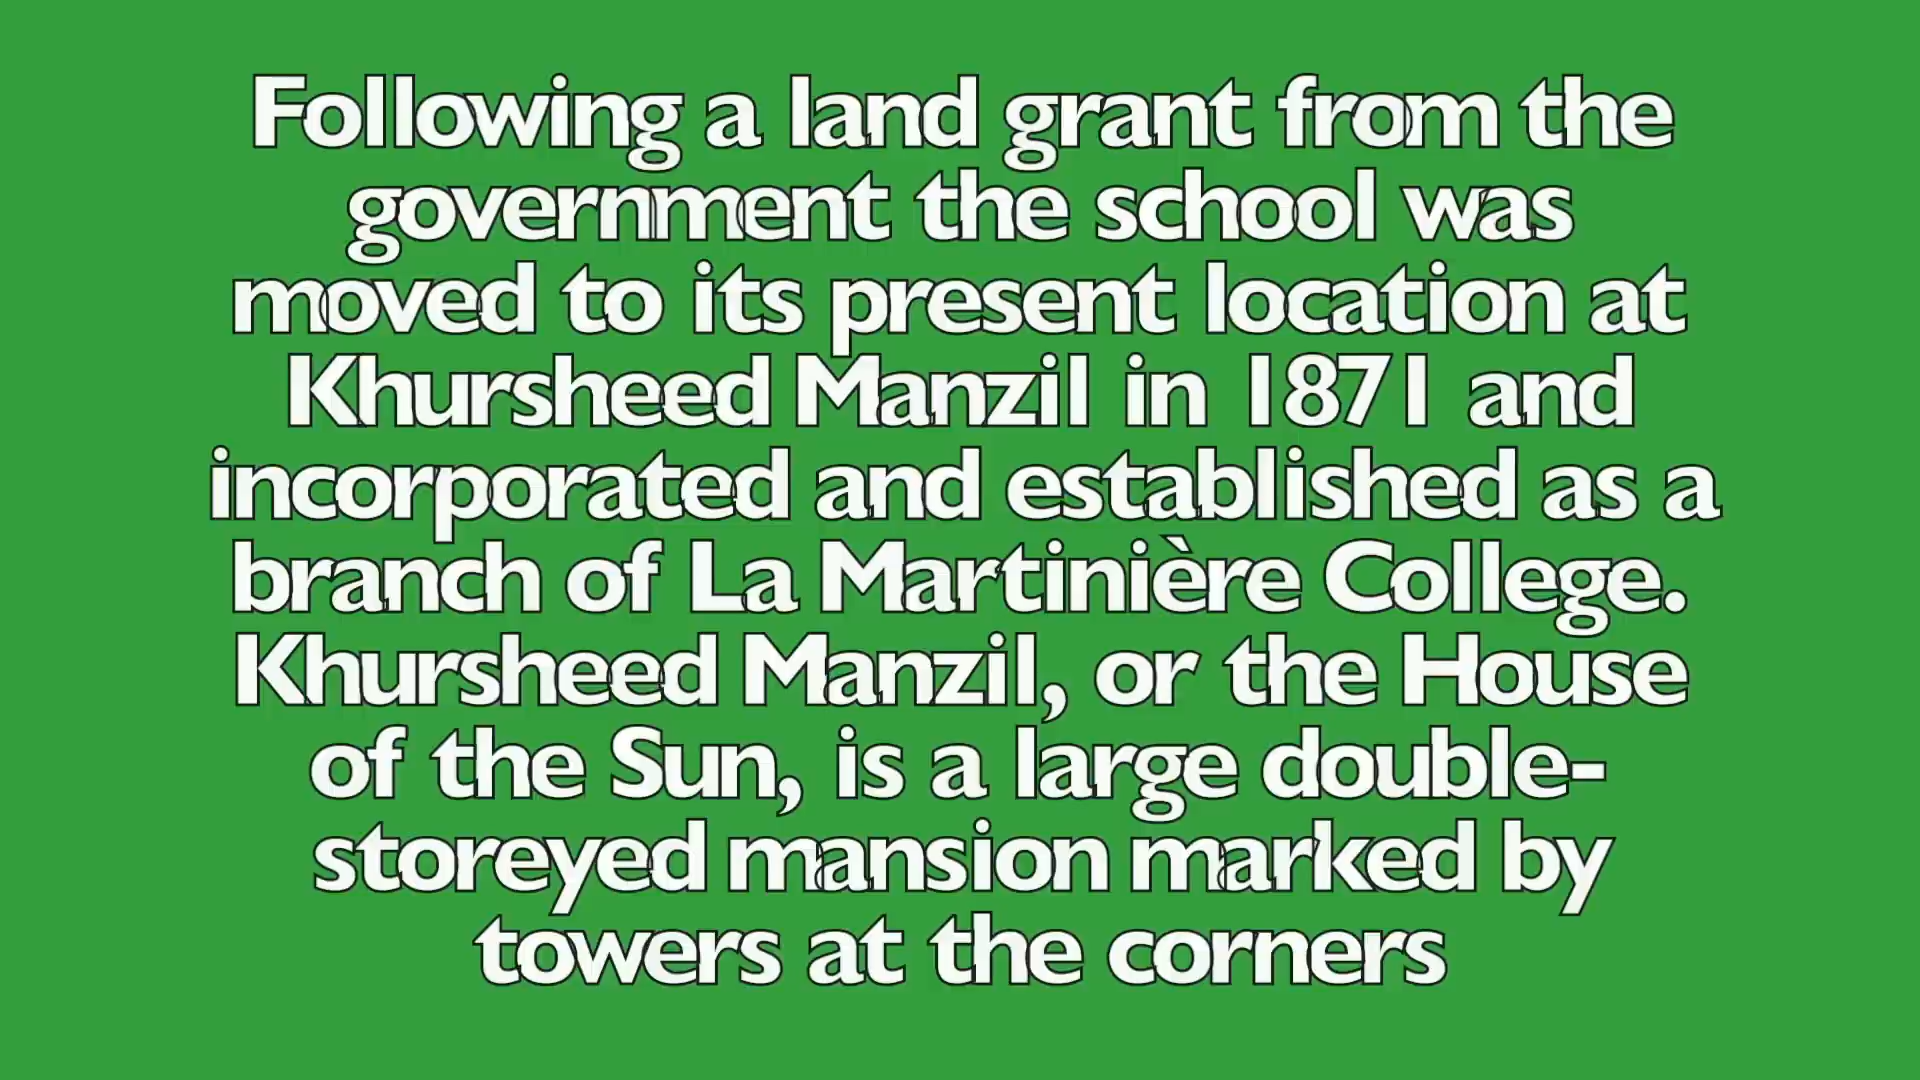 Following a land grant from the
government the school was
moved to its present location at
Khursheed Manzil in 1871 and
incorporated and established as a
branch of La Martinière College.
Khursheed Manzil, or the House
of the Sun, is a large double-
storeyed mansion marked by
towers at the corners